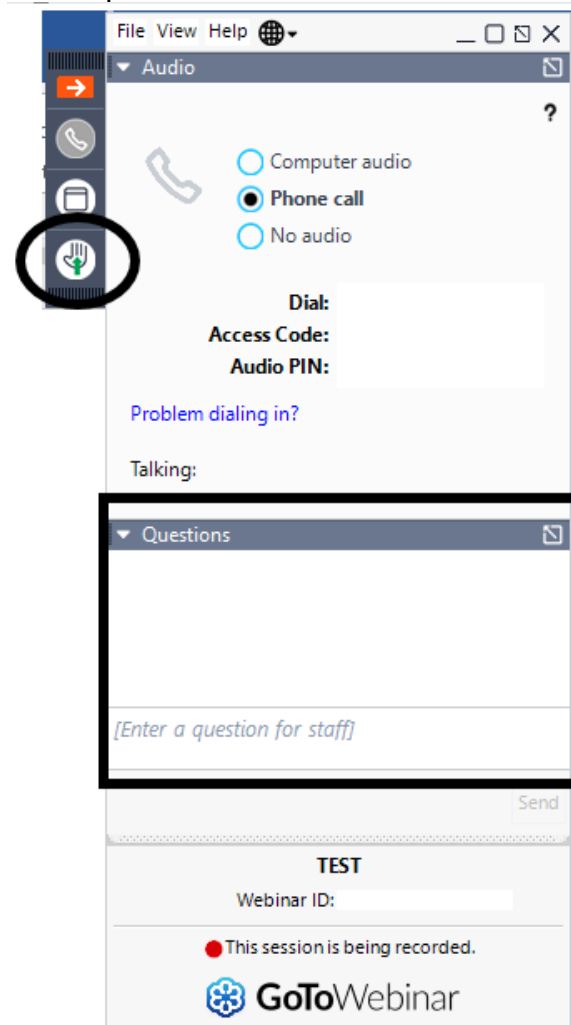 File View Help
Audio
?
Computer audio
Phone call
No audio
Dial:
Access Code:
Audio PIN:
Problem dialing in?
Talking:
Questions
[Enter a question for staff]
Send
TEST
Webinar ID:
This session is being recorded.
GoToWebinar